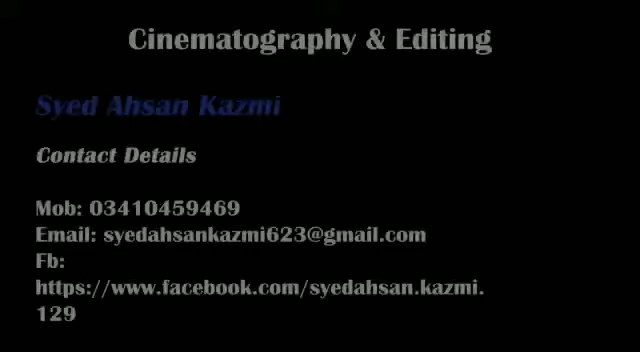 Cinematography & Editing
Syed Ahsan Kazmi
Contact Details
Mob: 03410459469
Email: syedahsankazmi623@gmail.com
Fb:
https://www.facebook.com/syedahsan.kazmi.
129